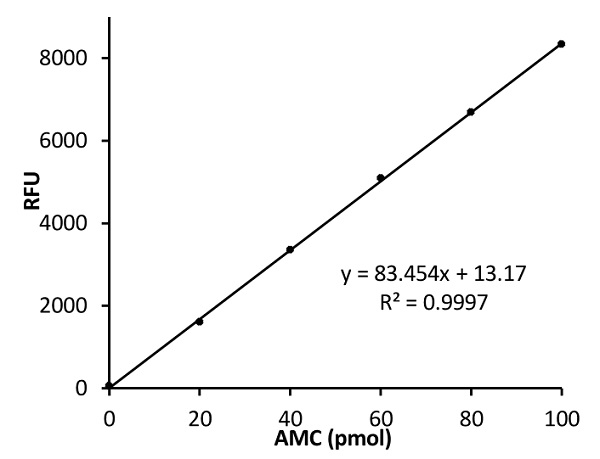 8000
6000
RFU
4000
y = 83.454x + 13.17
R² = 0.9997
2000
0
0 20 40 60 80 100
AMC (pmol)